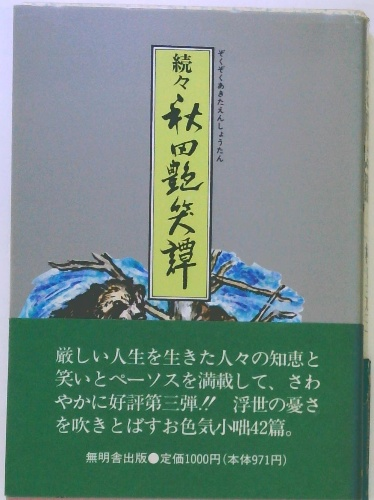 続々 秋田艶笑譚
ぞくぞくあきたえんしょうたん
厳しい人生を生きた人々の知恵と
笑いとペーソスを満載して、さわ
やかに好評第三弾!! 浮世の憂さ
を吹きとばすお色気小咄42篇。
無明舎出版●定価1000円(本体971円)